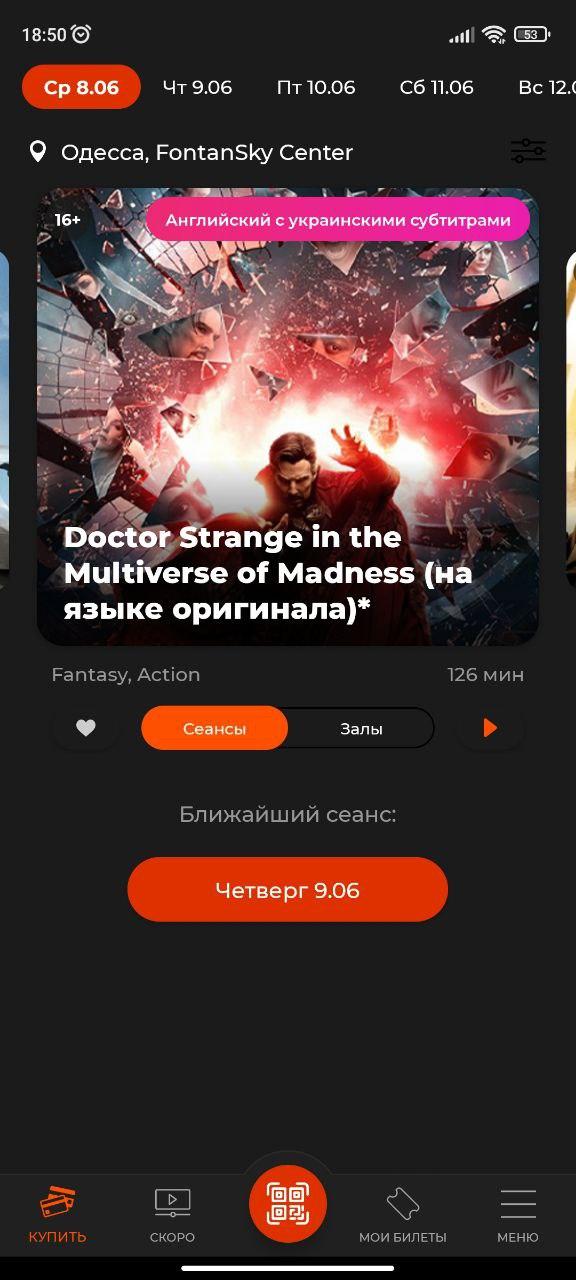 18:50
53
Ср 8.06 Чт 9.06 Пт 10.06 Сб 11.06 Вс 12.0
Одесса, FontanSky Center
16+ Английский с украинскими субтитрами
Doctor Strange in the
Multiverse of Madness (на
языке оригинала)*
Fantasy, Action 126 мин
Сеансы Залы
Ближайший сеанс:
Четверг 9.06
КУПИТЬ СКОРО МОИ БИЛЕТЫ МЕНЮ